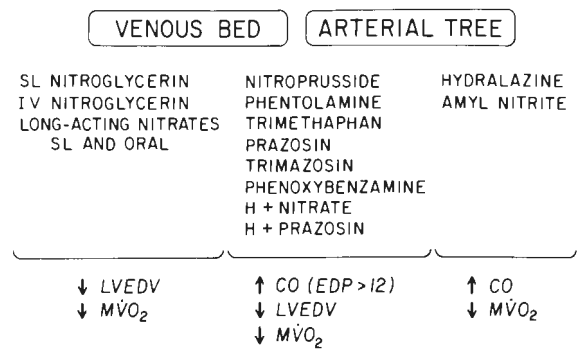 VENOUS BED
ARTERIAL TREE
SL NITROGLYCERIN
IV NITROGLYCERIN
LONG-ACTING NITRATES
SL AND ORAL
NITROPRUSSIDE
PHENTOLAMINE
TRIMETHAPHAN
PRAZOSIN
TRIMAZOSIN
PHENOXYBENZAMINE
H + NITRATE
H + PRAZOSIN
HYDRALAZINE
AMYL NITRITE
↓ LVEDV
↓ MV̇O₂
↑ CO (EDP>12)
↓ LVEDV
↓ MV̇O₂
↑ CO
↓ MV̇O₂